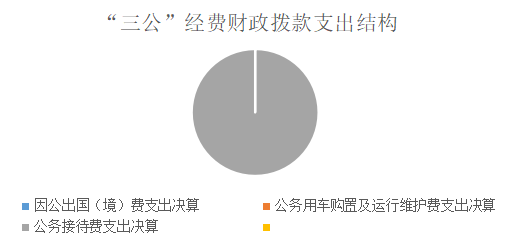 “三公”经费财政拨款支出结构
因公出国（境）费支出决算 公务用车购置及运行维护费支出决算
公务接待费支出决算